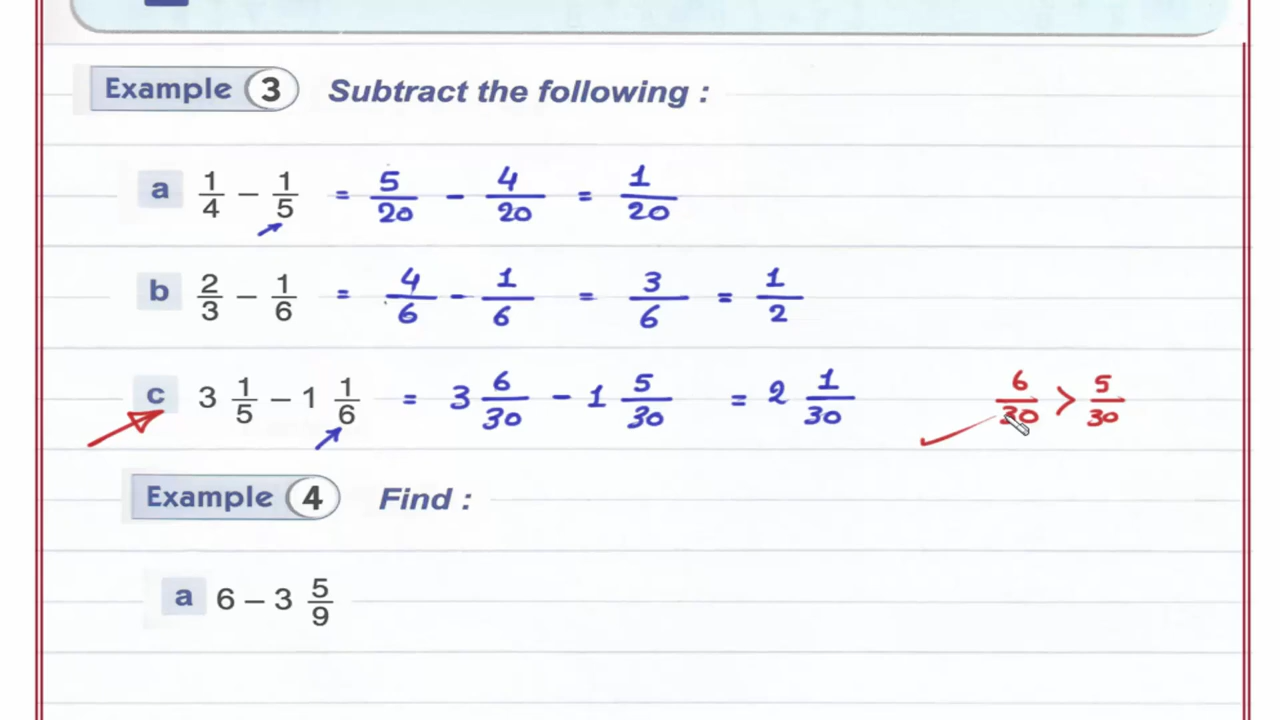 Example 3 Subtract the following :
a 1/4 − 1/5 = 5/20 − 4/20 = 1/20
b 2/3 − 1/6 = 4/6 − 1/6 = 3/6 = 1/2
c 3 1/5 − 1 1/6 = 3 6/30 − 1 5/30 = 2 1/30 6/30 > 5/30
Example 4 Find :
a 6 − 3 5/9